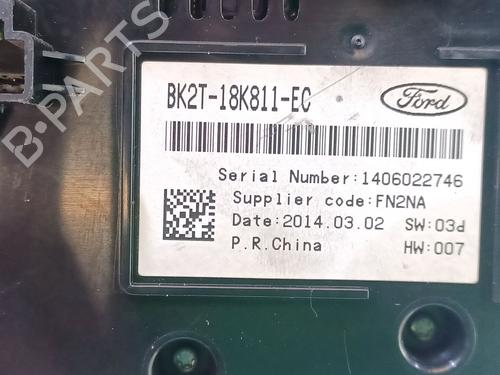 B-PARTS
BK2T-18K811-EC
Ford
Serial Number:1406022746
Supplier code:FN2NA
Date:2014.03.02 SW:03d
P.R.China HW:007